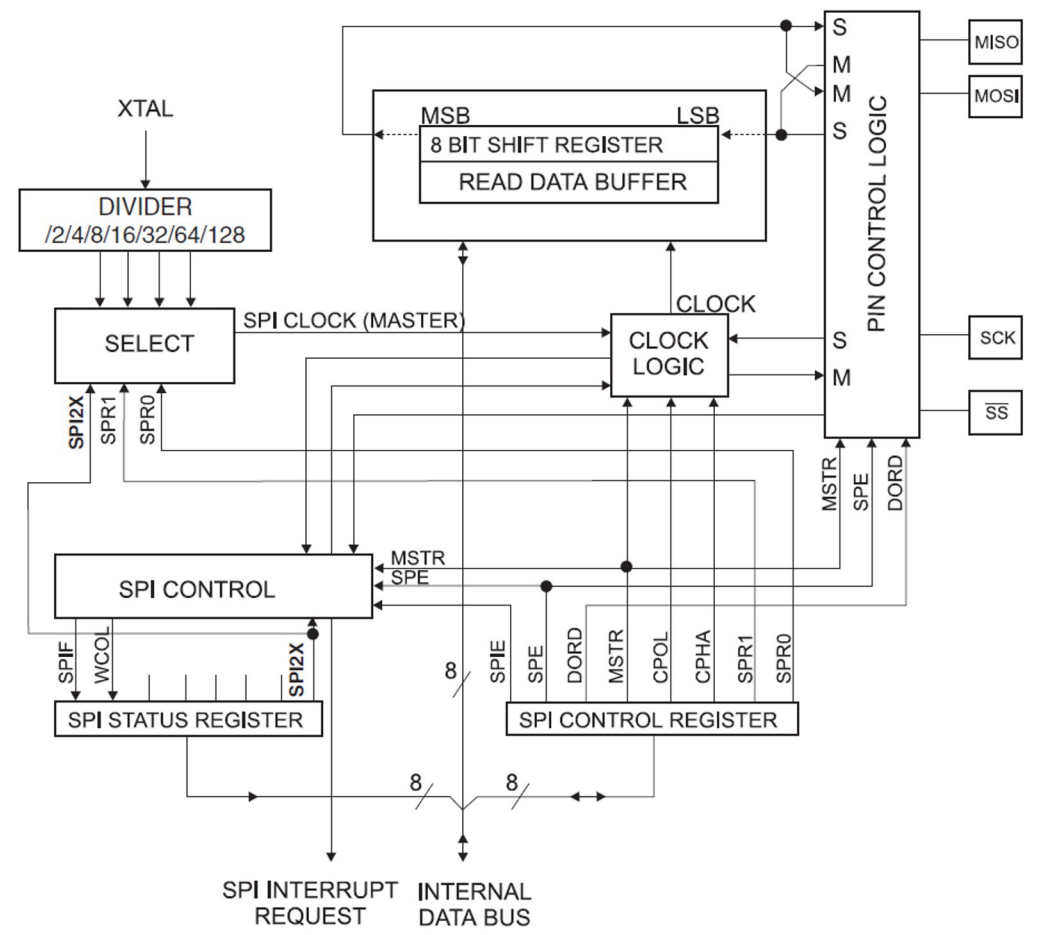 S
MISO
M
M
MOSI
S
XTAL
MSB
LSB
8 BIT SHIFT REGISTER
READ DATA BUFFER
DIVIDER
/2/4/8/16/32/64/128
PIN CONTROL LOGIC
SPI CLOCK (MASTER)
CLOCK
SELECT
CLOCK
LOGIC
S
SCK
M
SS
SPI2X
SPR1
SPR0
MSTR
SPE
DORD
MSTR
SPE
SPI CONTROL
SPIF
WCOL
SPI2X
8
SPIE
SPE
DORD
MSTR
CPOL
CPHA
SPR1
SPR0
SPI STATUS REGISTER
SPI CONTROL REGISTER
8
8
SPI INTERRUPT
REQUEST
INTERNAL
DATA BUS